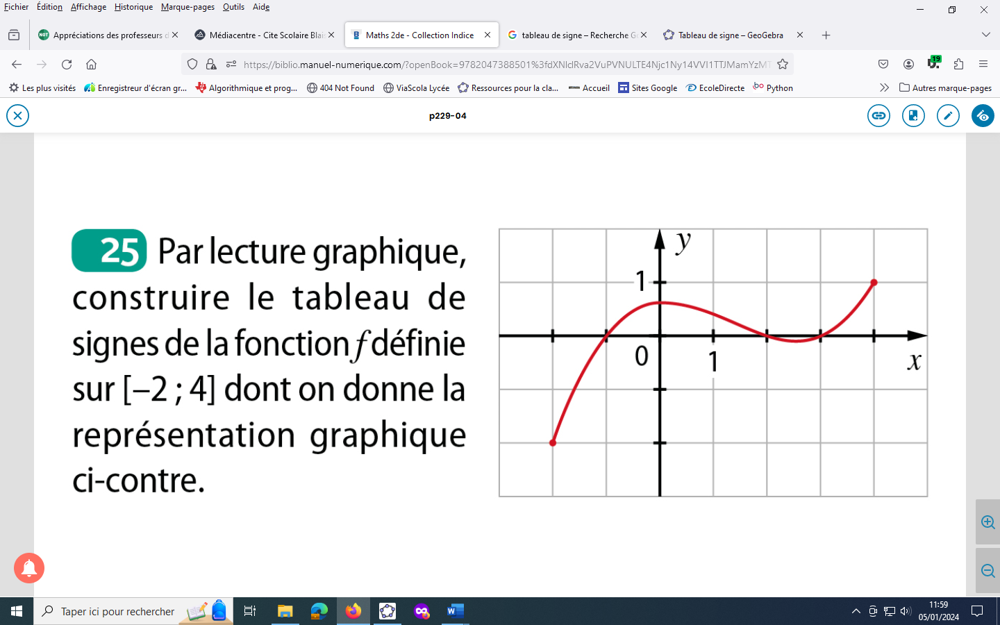 Fichier Édition Affichage Historique Marque-pages Outils Aide
Appréciations des professeurs d
Médiacentre - Cite Scolaire Blais
Maths 2de - Collection Indice
tableau de signe – Recherche G
Tableau de signe – GeoGebra
https://biblio.manuel-numerique.com/?openBook=9782047388501%3fdXNlclRva2VuPVNULTE4Njc1Ny14VVI1TTJMamYzMT
19
Les plus visités
Enregistreur d'écran gr...
Algorithmique et prog...
404 Not Found
ViaScola Lycée
Ressources pour la cla...
Accueil
Sites Google
EcoleDirecte
Python
Autres marque-pages
p229-04
25 Par lecture graphique,
construire le tableau de
signes de la fonction f définie
sur [–2 ; 4] dont on donne la
représentation graphique
ci-contre.
y
1
0
1
x
Taper ici pour rechercher
11:59
05/01/2024